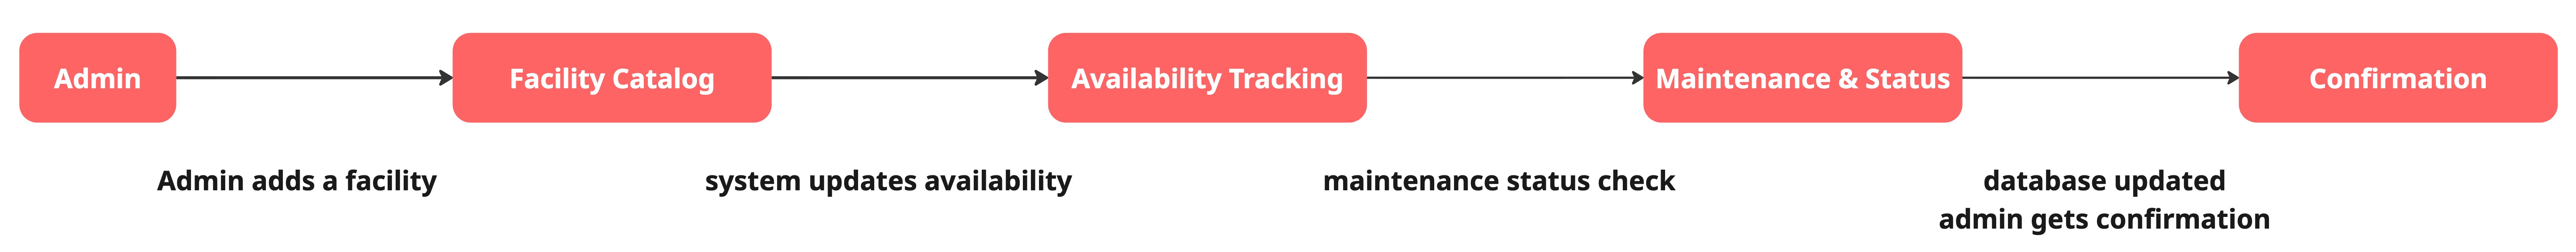 Admin
Facility Catalog
Availability Tracking
Maintenance & Status
Confirmation
Admin adds a facility
system updates availability
maintenance status check
database updated
admin gets confirmation